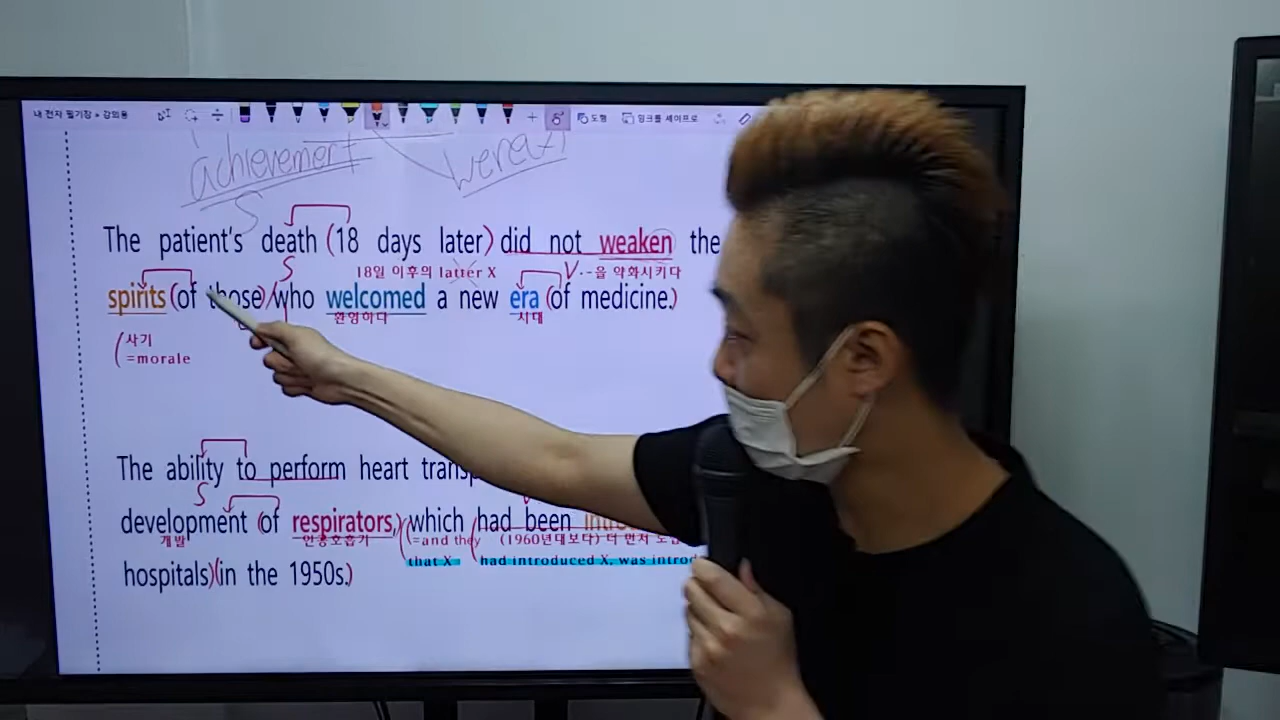 내 전자 필기장 + 강의용
도형
잉크를 셰이프로
achievement
S
The patient's death (18 days later) did not weaken the
S
18일 이후의 latter X
V
--을 약화시키다
spirits (of those)/who welcomed a new era (of medicine.)
환영하다
시대
(사기
=morale
The ability to perform heart
S
development (of respirators,)(which had been
개발
인공호흡기
(=and they
(1960년대보다) 더 먼저
that X
had introduced X, was
hospitals)(in the 1950s.)